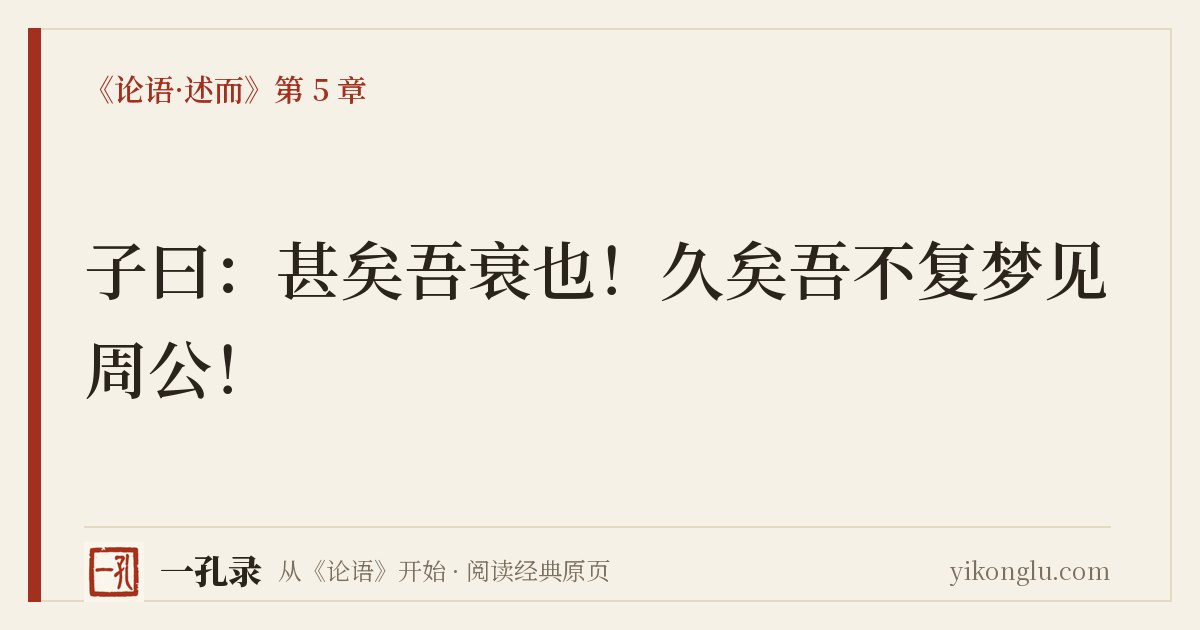 《论语·述而》第 5 章
子曰：甚矣吾衰也！久矣吾不复梦见
周公！
一孔
一孔录 从《论语》开始 · 阅读经典原页 yikonglu.com